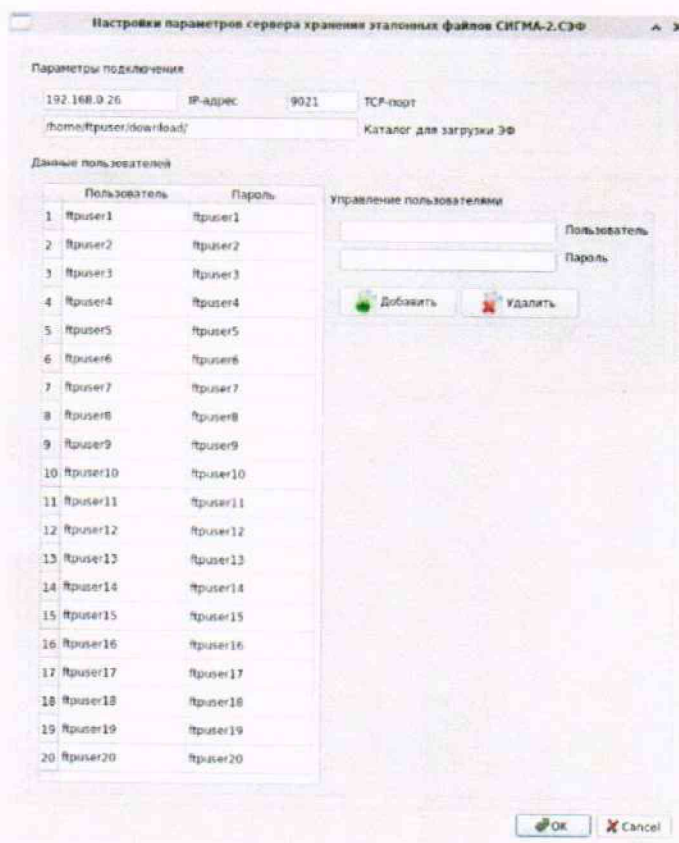 Настройки параметров сервера хранения эталонных файлов СИГМА-2.СЭФ
Параметры подключения
192.168.0.26 IP-адрес 9021 TCP-порт
/home/ftpuser/download/ Каталог для загрузки ЭФ
Данные пользователей
Пользователь Пароль
1 ftpuser1 ftpuser1
2 ftpuser2 ftpuser2
3 ftpuser3 ftpuser3
4 ftpuser4 ftpuser4
5 ftpuser5 ftpuser5
6 ftpuser6 ftpuser6
7 ftpuser7 ftpuser7
8 ftpuser8 ftpuser8
9 ftpuser9 ftpuser9
10 ftpuser10 ftpuser10
11 ftpuser11 ftpuser11
12 ftpuser12 ftpuser12
13 ftpuser13 ftpuser13
14 ftpuser14 ftpuser14
15 ftpuser15 ftpuser15
16 ftpuser16 ftpuser16
17 ftpuser17 ftpuser17
18 ftpuser18 ftpuser18
19 ftpuser19 ftpuser19
20 ftpuser20 ftpuser20
Управление пользователями
Пользователь
Пароль
Добавить Удалить
OK Cancel